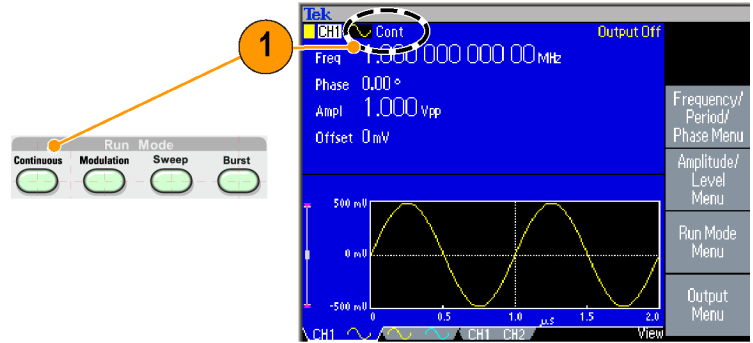 1
Run Mode
Continuous Modulation Sweep Burst
Tek
CH1 Cont Output Off
Freq 1.000 000 000 00 MHz
Phase 0.00 °
Ampl 1.000 Vpp
Offset 0 mV
Frequency/
Period/
Phase Menu
Amplitude/
Level
Menu
Run Mode
Menu
Output
Menu
500 mV
0 mV
-500 mV
0 0.5 1.0 μs 1.5 2.0
CH1 CH1 CH2 View